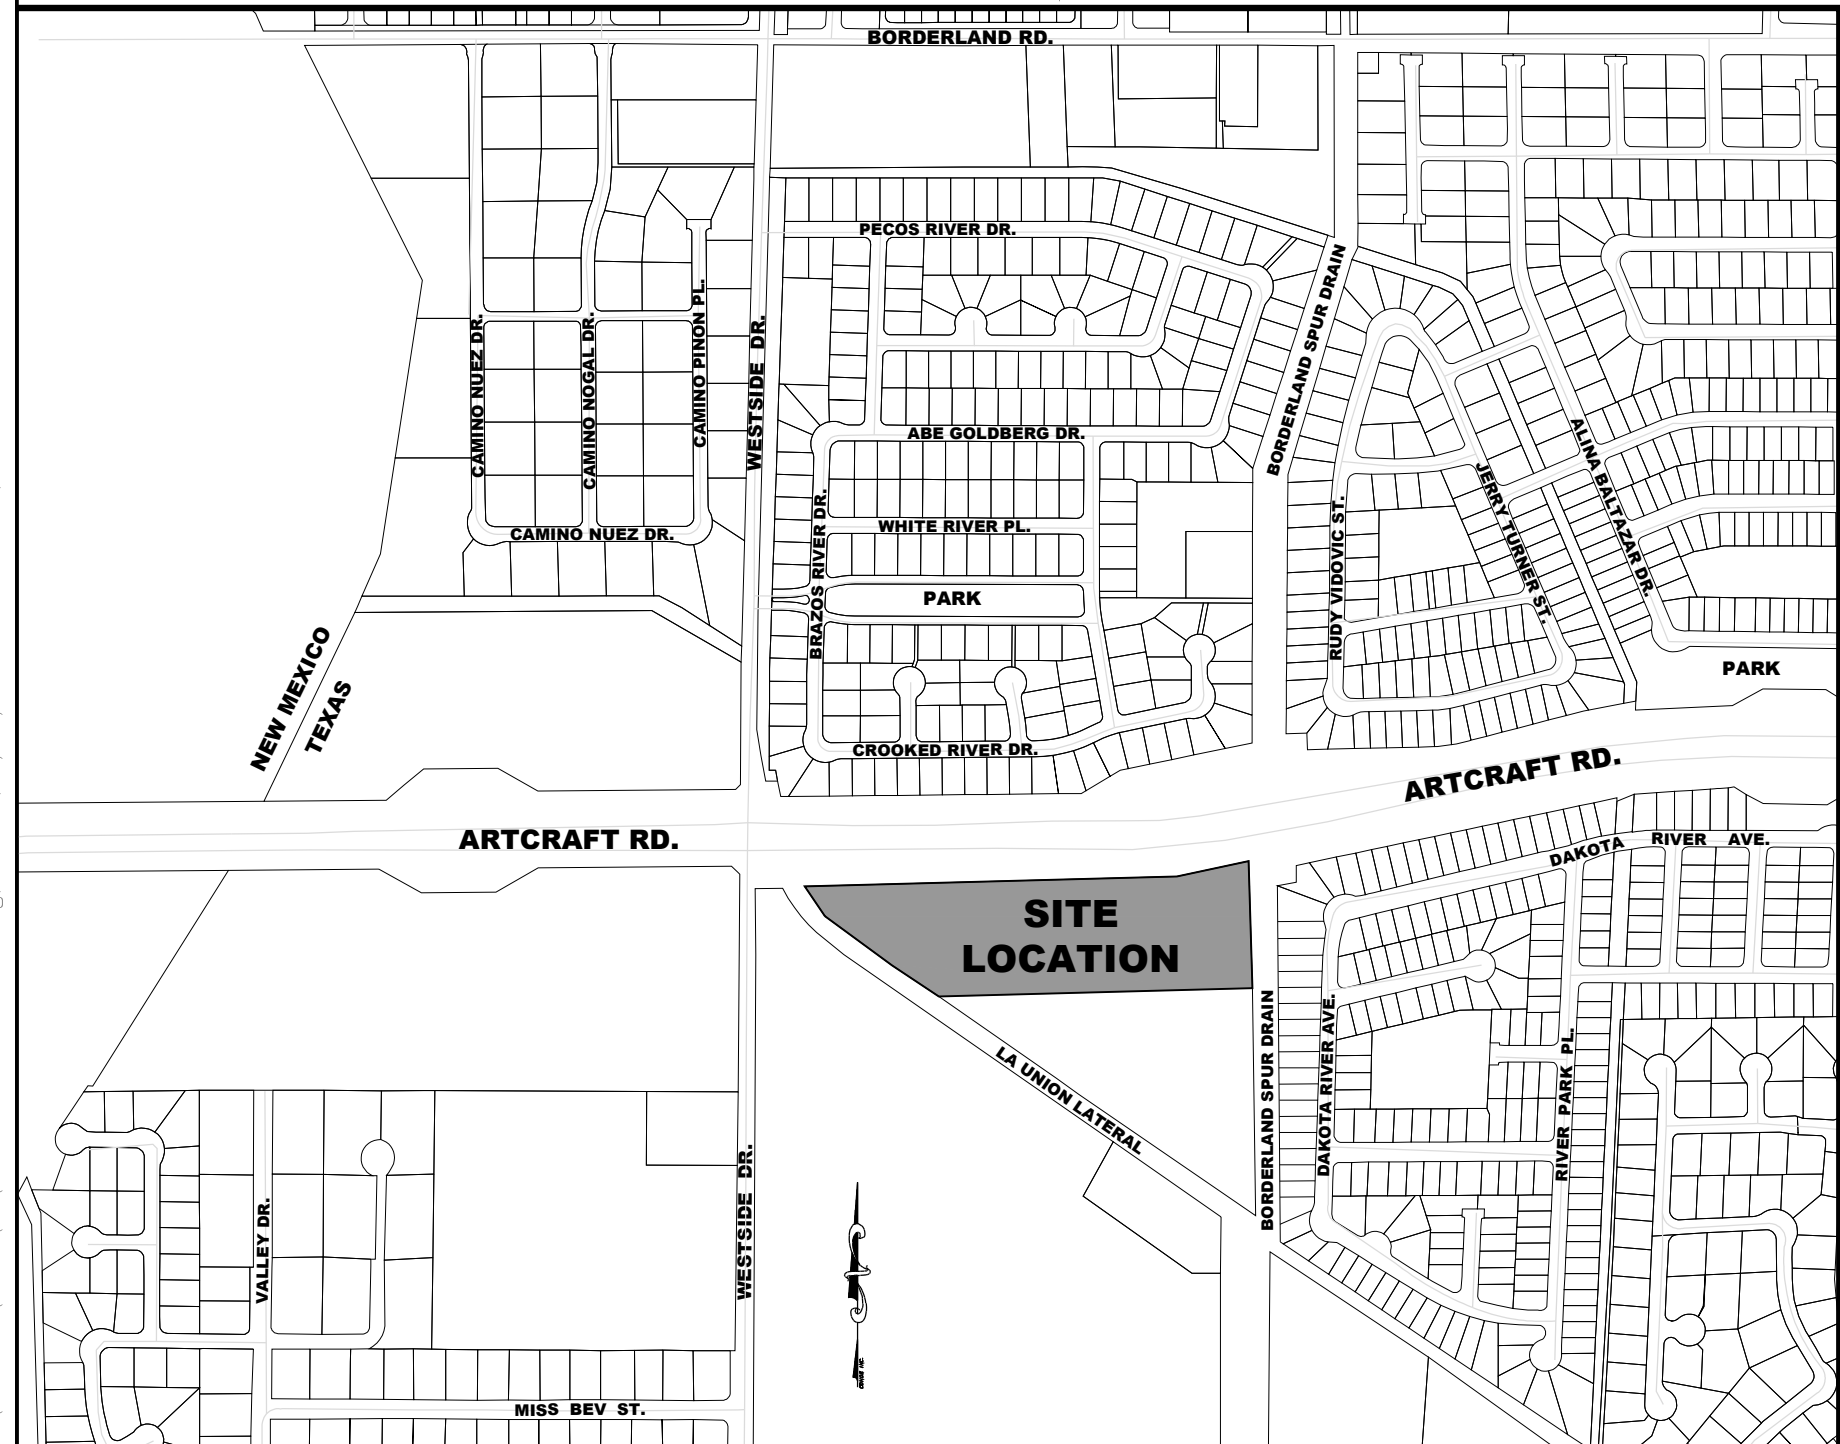 BORDERLAND RD.
PECOS RIVER DR.
BORDERLAND SPUR DRAIN
CAMINO NUEZ DR.
CAMINO NOGAL DR.
CAMINO PINON PL.
WESTSIDE DR.
ABE GOLDBERG DR.
ALINA BALTAZAR DR.
JERRY TURNER ST.
RUDY VIDOVIC ST.
CAMINO NUEZ DR.
WHITE RIVER PL.
BRAZOS RIVER DR.
PARK
NEW MEXICO
TEXAS
PARK
CROOKED RIVER DR.
ARTCRAFT RD.
ARTCRAFT RD.
DAKOTA RIVER AVE.
SITE
LOCATION
BORDERLAND SPUR DRAIN
DAKOTA RIVER AVE.
RIVER PARK PL.
LA UNION LATERAL
VALLEY DR.
WESTSIDE DR.
MISS BEV ST.